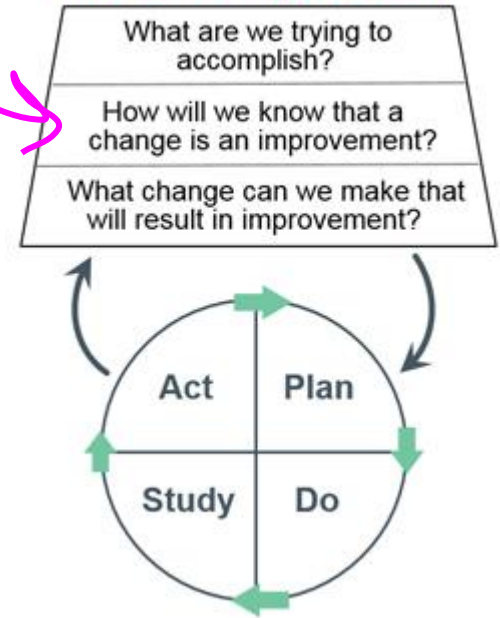 What are we trying to
accomplish?
How will we know that a
change is an improvement?
What change can we make that
will result in improvement?
Act
Plan
Study
Do